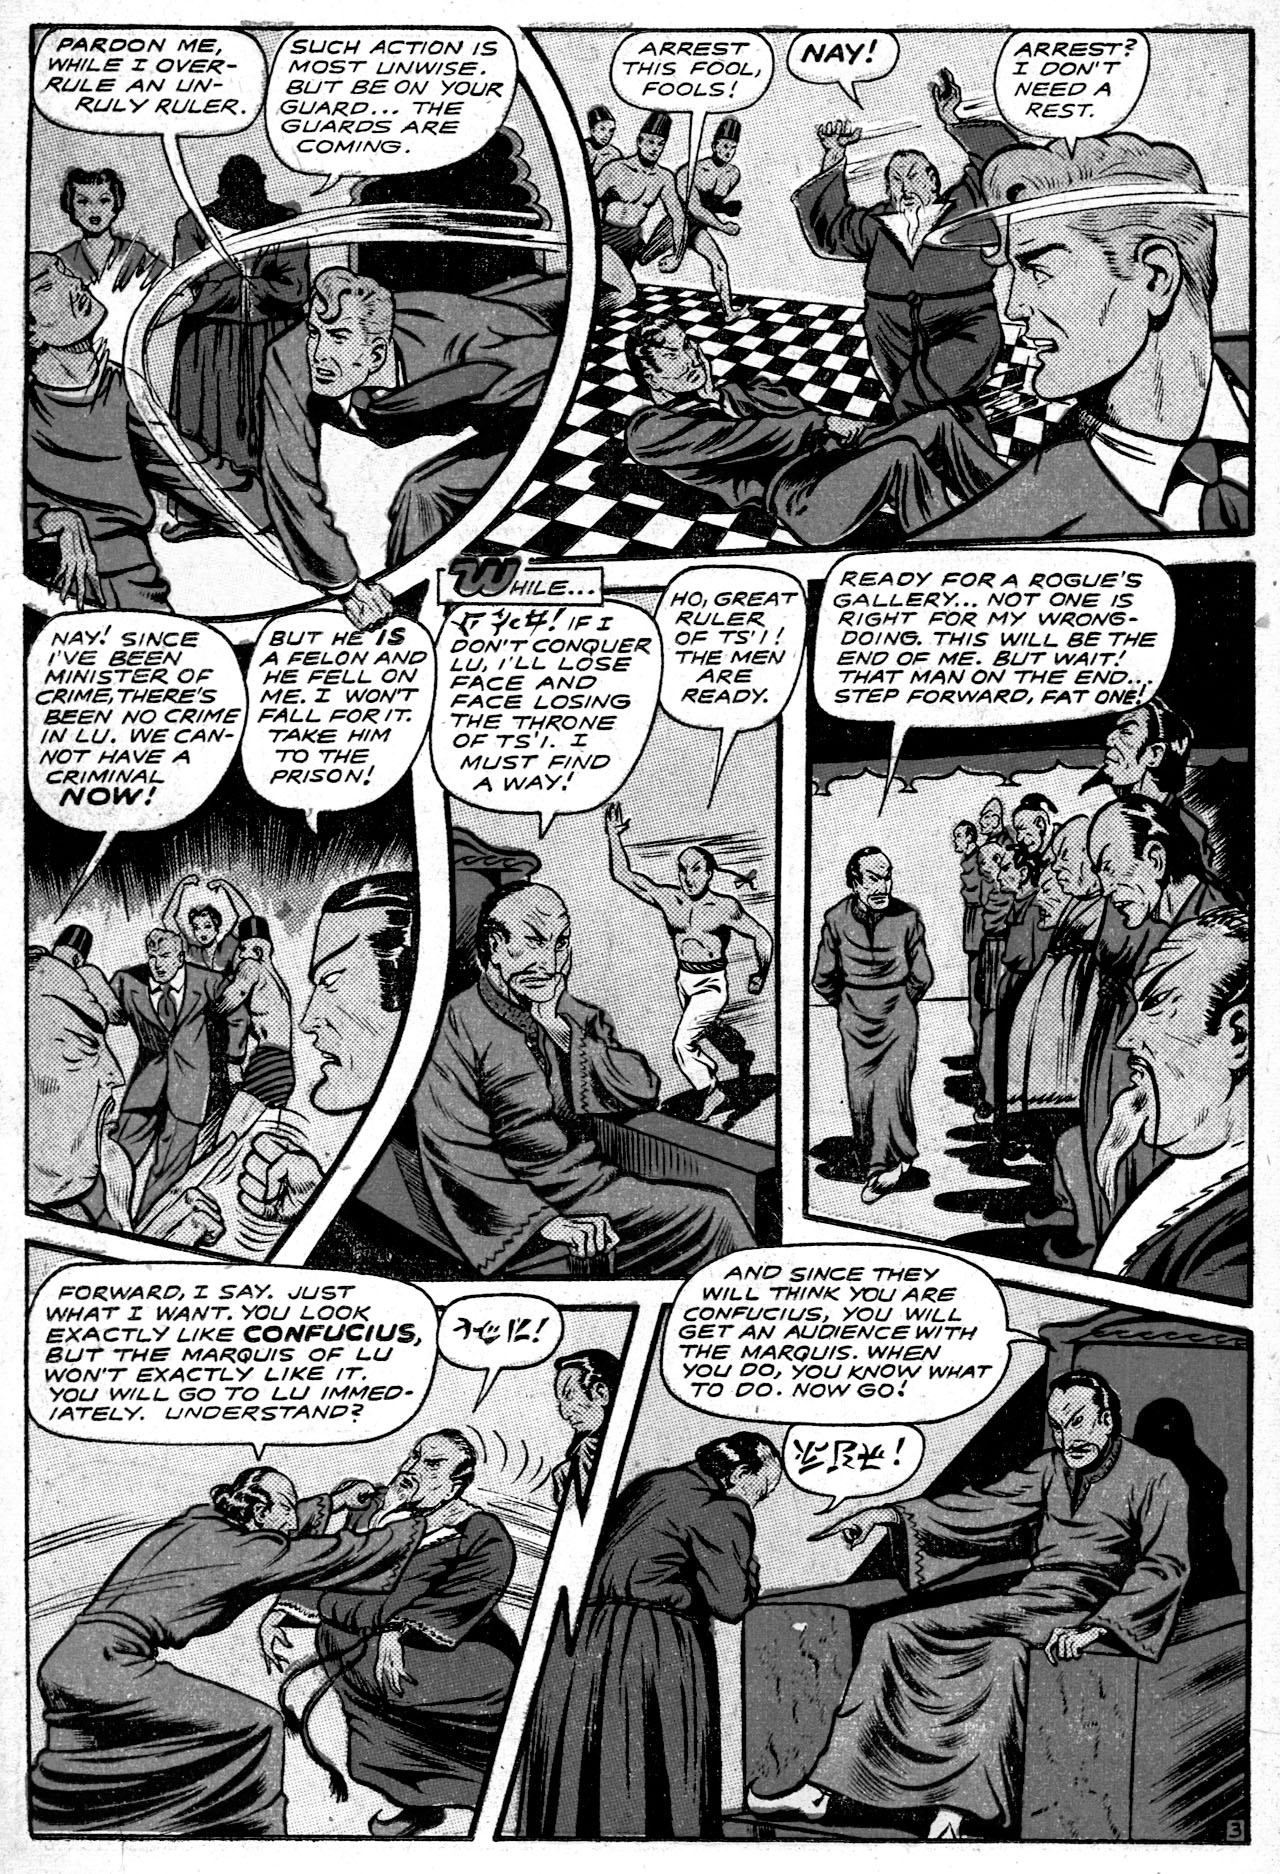 PARDON ME,
WHILE I OVER-
RULE AN UN-
RULY RULER.
SUCH ACTION IS
MOST UNWISE.
BUT BE ON YOUR
GUARD... THE
GUARDS ARE
COMING.
ARREST
THIS FOOL,
FOOLS!
NAY!
ARREST?
I DON'T
NEED A
REST.
NAY! SINCE
I'VE BEEN
MINISTER OF
CRIME, THERE'S
BEEN NO CRIME
IN LU. WE CAN-
NOT HAVE A
CRIMINAL
NOW!
BUT HE IS
A FELON AND
HE FELL ON
ME. I WON'T
FALL FOR IT.
TAKE HIM
TO THE
PRISON!
WHILE...
! IF I
DON'T CONQUER
LU, I'LL LOSE
FACE AND
FACE LOSING
THE THRONE
OF TS'I. I
MUST FIND
A WAY!
HO, GREAT
RULER
OF TS'I!
THE MEN
ARE
READY.
READY FOR A ROGUE'S
GALLERY... NOT ONE IS
RIGHT FOR MY WRONG-
DOING. THIS WILL BE THE
END OF ME. BUT WAIT!
THAT MAN ON THE END...
STEP FORWARD, FAT ONE!
FORWARD, I SAY. JUST
WHAT I WANT. YOU LOOK
EXACTLY LIKE CONFUCIUS,
BUT THE MARQUIS OF LU
WON'T EXACTLY LIKE IT.
YOU WILL GO TO LU IMMED-
IATELY. UNDERSTAND?
!
AND SINCE THEY
WILL THINK YOU ARE
CONFUCIUS, YOU WILL
GET AN AUDIENCE WITH
THE MARQUIS. WHEN
YOU DO, YOU KNOW WHAT
TO DO. NOW GO!
!
3